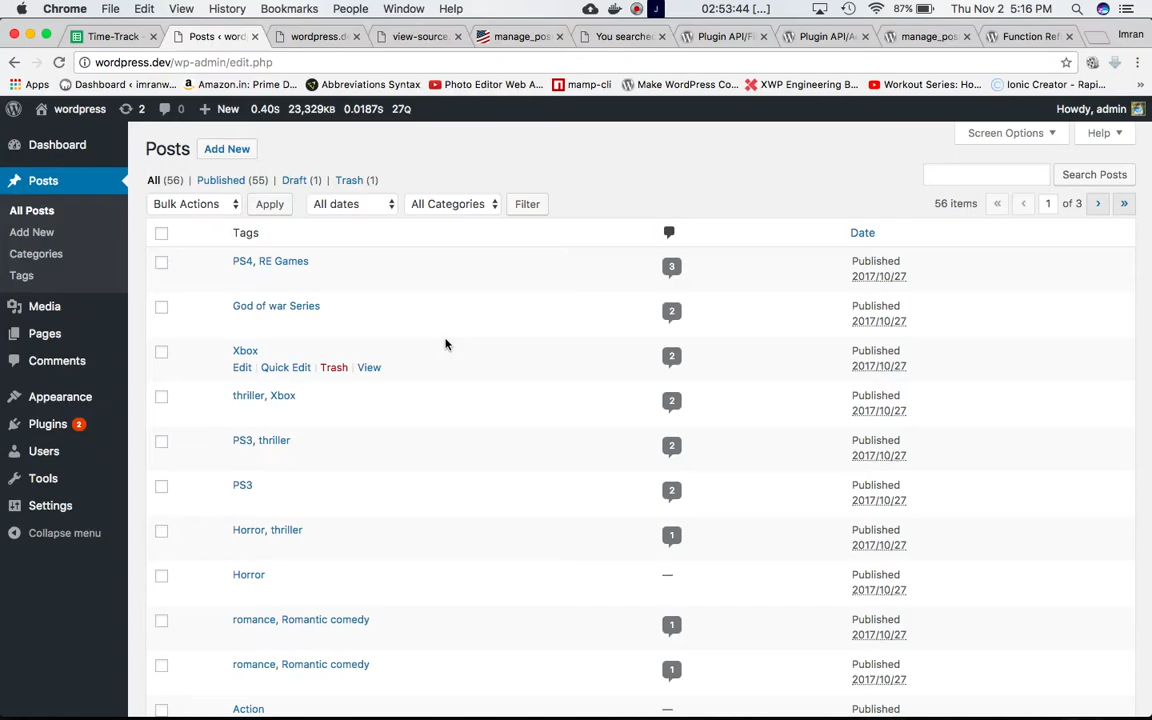 Chrome File Edit View History Bookmarks People Window Help 02:53:44 [...] 87% Thu Nov 2 5:16 PM
Time-Track Posts ‹ word wordpress.de view-source: manage_pos You searched Plugin API/Fi Plugin API/Ac manage_pos Function Ref Imran
wordpress.dev/wp-admin/edit.php
Apps Dashboard ‹ imranw... Amazon.in: Prime D... Abbreviations Syntax Photo Editor Web A... mamp-cli Make WordPress Co... XWP Engineering B... Workout Series: Ho... Ionic Creator - Rapi...
wordpress 2 0 New 0.40s 23,329kb 0.0187s 27Q Howdy, admin
Dashboard
Posts
All Posts
Add New
Categories
Tags
Media
Pages
Comments
Appearance
Plugins 2
Users
Tools
Settings
Collapse menu
Screen Options Help
Posts Add New
All (56) | Published (55) | Draft (1) | Trash (1)
Search Posts
Bulk Actions Apply All dates All Categories Filter 56 items « ‹ 1 of 3 › »
Tags Date
PS4, RE Games 3 Published
2017/10/27
God of war Series 2 Published
2017/10/27
Xbox 2 Published
Edit | Quick Edit | Trash | View 2017/10/27
thriller, Xbox 2 Published
2017/10/27
PS3, thriller 2 Published
2017/10/27
PS3 2 Published
2017/10/27
Horror, thriller 1 Published
2017/10/27
Horror — Published
2017/10/27
romance, Romantic comedy 1 Published
2017/10/27
romance, Romantic comedy 1 Published
2017/10/27
Action — Published